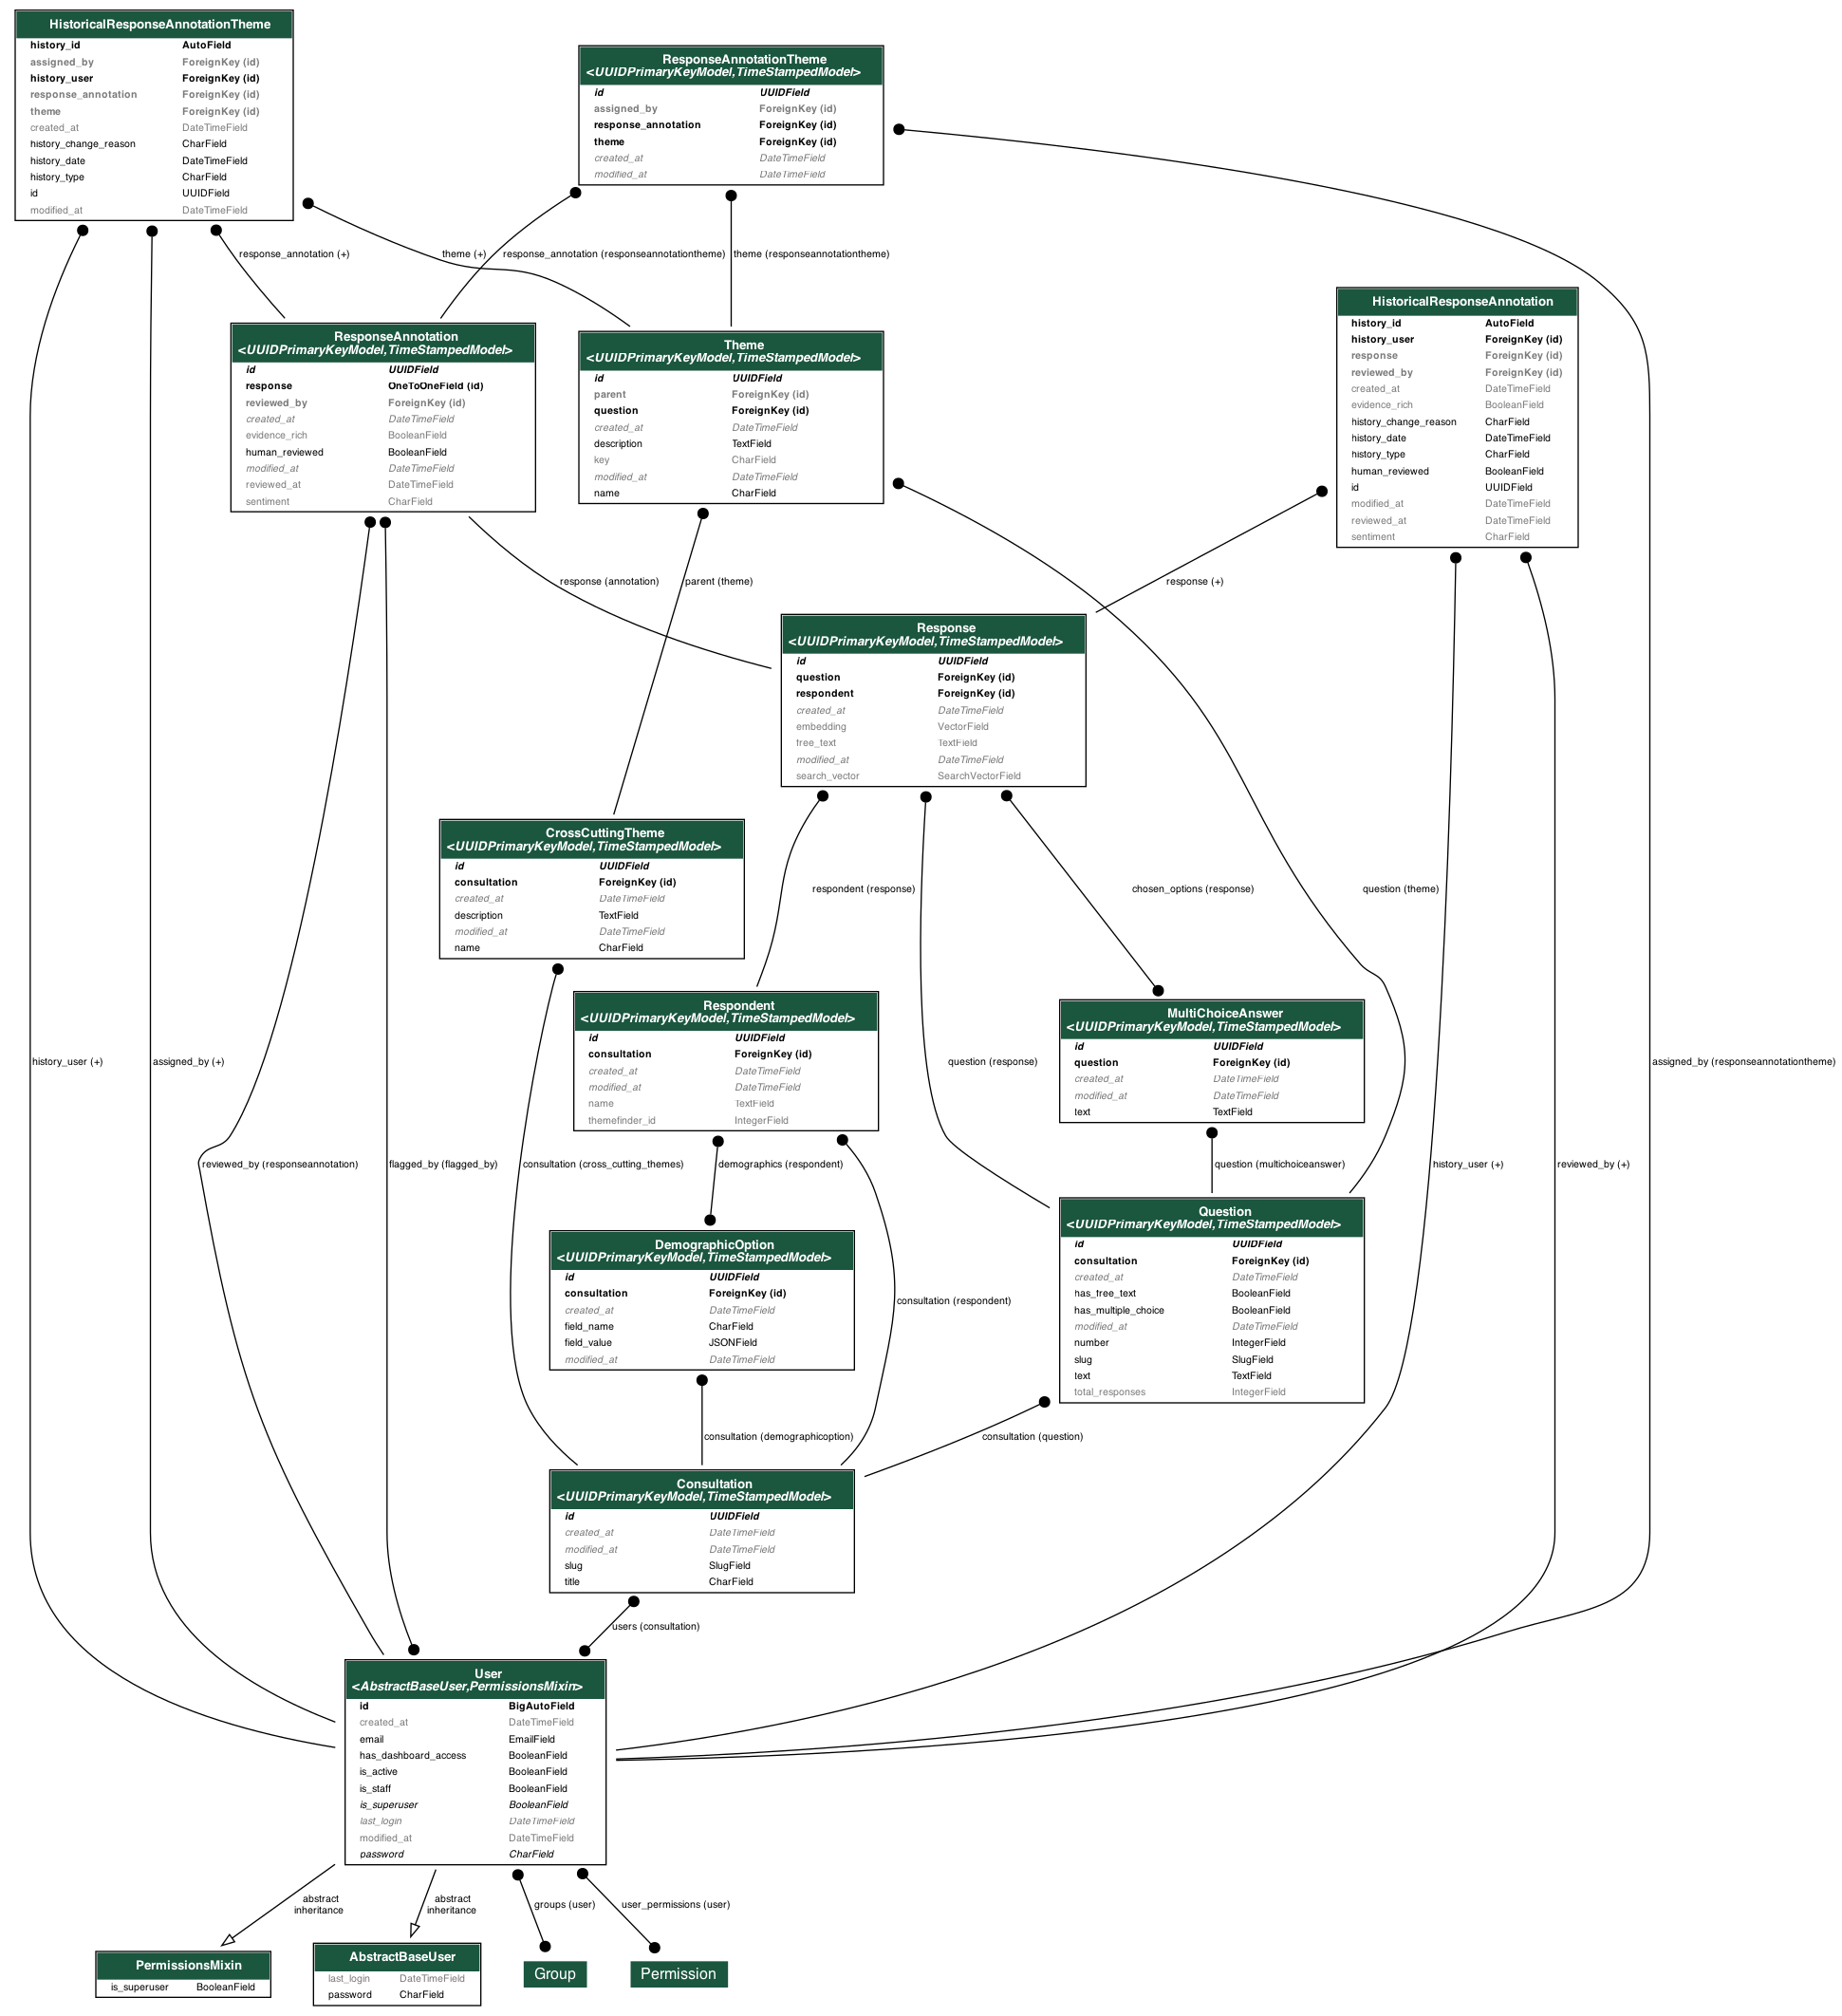 HistoricalResponseAnnotationTheme
history_id AutoField
assigned_by ForeignKey (id)
history_user ForeignKey (id)
response_annotation ForeignKey (id)
theme ForeignKey (id)
created_at DateTimeField
history_change_reason CharField
history_date DateTimeField
history_type CharField
id UUIDField
modified_at DateTimeField
ResponseAnnotationTheme
<UUIDPrimaryKeyModel,TimeStampedModel>
id UUIDField
assigned_by ForeignKey (id)
response_annotation ForeignKey (id)
theme ForeignKey (id)
created_at DateTimeField
modified_at DateTimeField
response_annotation (+)
theme (+)
response_annotation (responseannotationtheme)
theme (responseannotationtheme)
ResponseAnnotation
<UUIDPrimaryKeyModel,TimeStampedModel>
id UUIDField
response OneToOneField (id)
reviewed_by ForeignKey (id)
created_at DateTimeField
evidence_rich BooleanField
human_reviewed BooleanField
modified_at DateTimeField
reviewed_at DateTimeField
sentiment CharField
Theme
<UUIDPrimaryKeyModel,TimeStampedModel>
id UUIDField
parent ForeignKey (id)
question ForeignKey (id)
created_at DateTimeField
description TextField
key CharField
modified_at DateTimeField
name CharField
HistoricalResponseAnnotation
history_id AutoField
history_user ForeignKey (id)
response ForeignKey (id)
reviewed_by ForeignKey (id)
created_at DateTimeField
evidence_rich BooleanField
history_change_reason CharField
history_date DateTimeField
history_type CharField
human_reviewed BooleanField
id UUIDField
modified_at DateTimeField
reviewed_at DateTimeField
sentiment CharField
response (annotation)
parent (theme)
response (+)
Response
<UUIDPrimaryKeyModel,TimeStampedModel>
id UUIDField
question ForeignKey (id)
respondent ForeignKey (id)
created_at DateTimeField
embedding VectorField
free_text TextField
modified_at DateTimeField
search_vector SearchVectorField
CrossCuttingTheme
<UUIDPrimaryKeyModel,TimeStampedModel>
id UUIDField
consultation ForeignKey (id)
created_at DateTimeField
description TextField
modified_at DateTimeField
name CharField
respondent (response)
chosen_options (response)
question (theme)
Respondent
<UUIDPrimaryKeyModel,TimeStampedModel>
id UUIDField
consultation ForeignKey (id)
created_at DateTimeField
modified_at DateTimeField
name TextField
themefinder_id IntegerField
MultiChoiceAnswer
<UUIDPrimaryKeyModel,TimeStampedModel>
id UUIDField
question ForeignKey (id)
created_at DateTimeField
modified_at DateTimeField
text TextField
history_user (+)
assigned_by (+)
question (response)
assigned_by (responseannotationtheme)
reviewed_by (responseannotation)
flagged_by (flagged_by)
consultation (cross_cutting_themes)
demographics (respondent)
question (multichoiceanswer)
history_user (+)
reviewed_by (+)
DemographicOption
<UUIDPrimaryKeyModel,TimeStampedModel>
id UUIDField
consultation ForeignKey (id)
created_at DateTimeField
field_name CharField
field_value JSONField
modified_at DateTimeField
consultation (respondent)
Question
<UUIDPrimaryKeyModel,TimeStampedModel>
id UUIDField
consultation ForeignKey (id)
created_at DateTimeField
has_free_text BooleanField
has_multiple_choice BooleanField
modified_at DateTimeField
number IntegerField
slug SlugField
text TextField
total_responses IntegerField
consultation (demographicoption)
consultation (question)
Consultation
<UUIDPrimaryKeyModel,TimeStampedModel>
id UUIDField
created_at DateTimeField
modified_at DateTimeField
slug SlugField
title CharField
users (consultation)
User
<AbstractBaseUser,PermissionsMixin>
id BigAutoField
created_at DateTimeField
email EmailField
has_dashboard_access BooleanField
is_active BooleanField
is_staff BooleanField
is_superuser BooleanField
last_login DateTimeField
modified_at DateTimeField
password CharField
abstract
inheritance
abstract
inheritance
groups (user)
user_permissions (user)
PermissionsMixin
is_superuser BooleanField
AbstractBaseUser
last_login DateTimeField
password CharField
Group
Permission